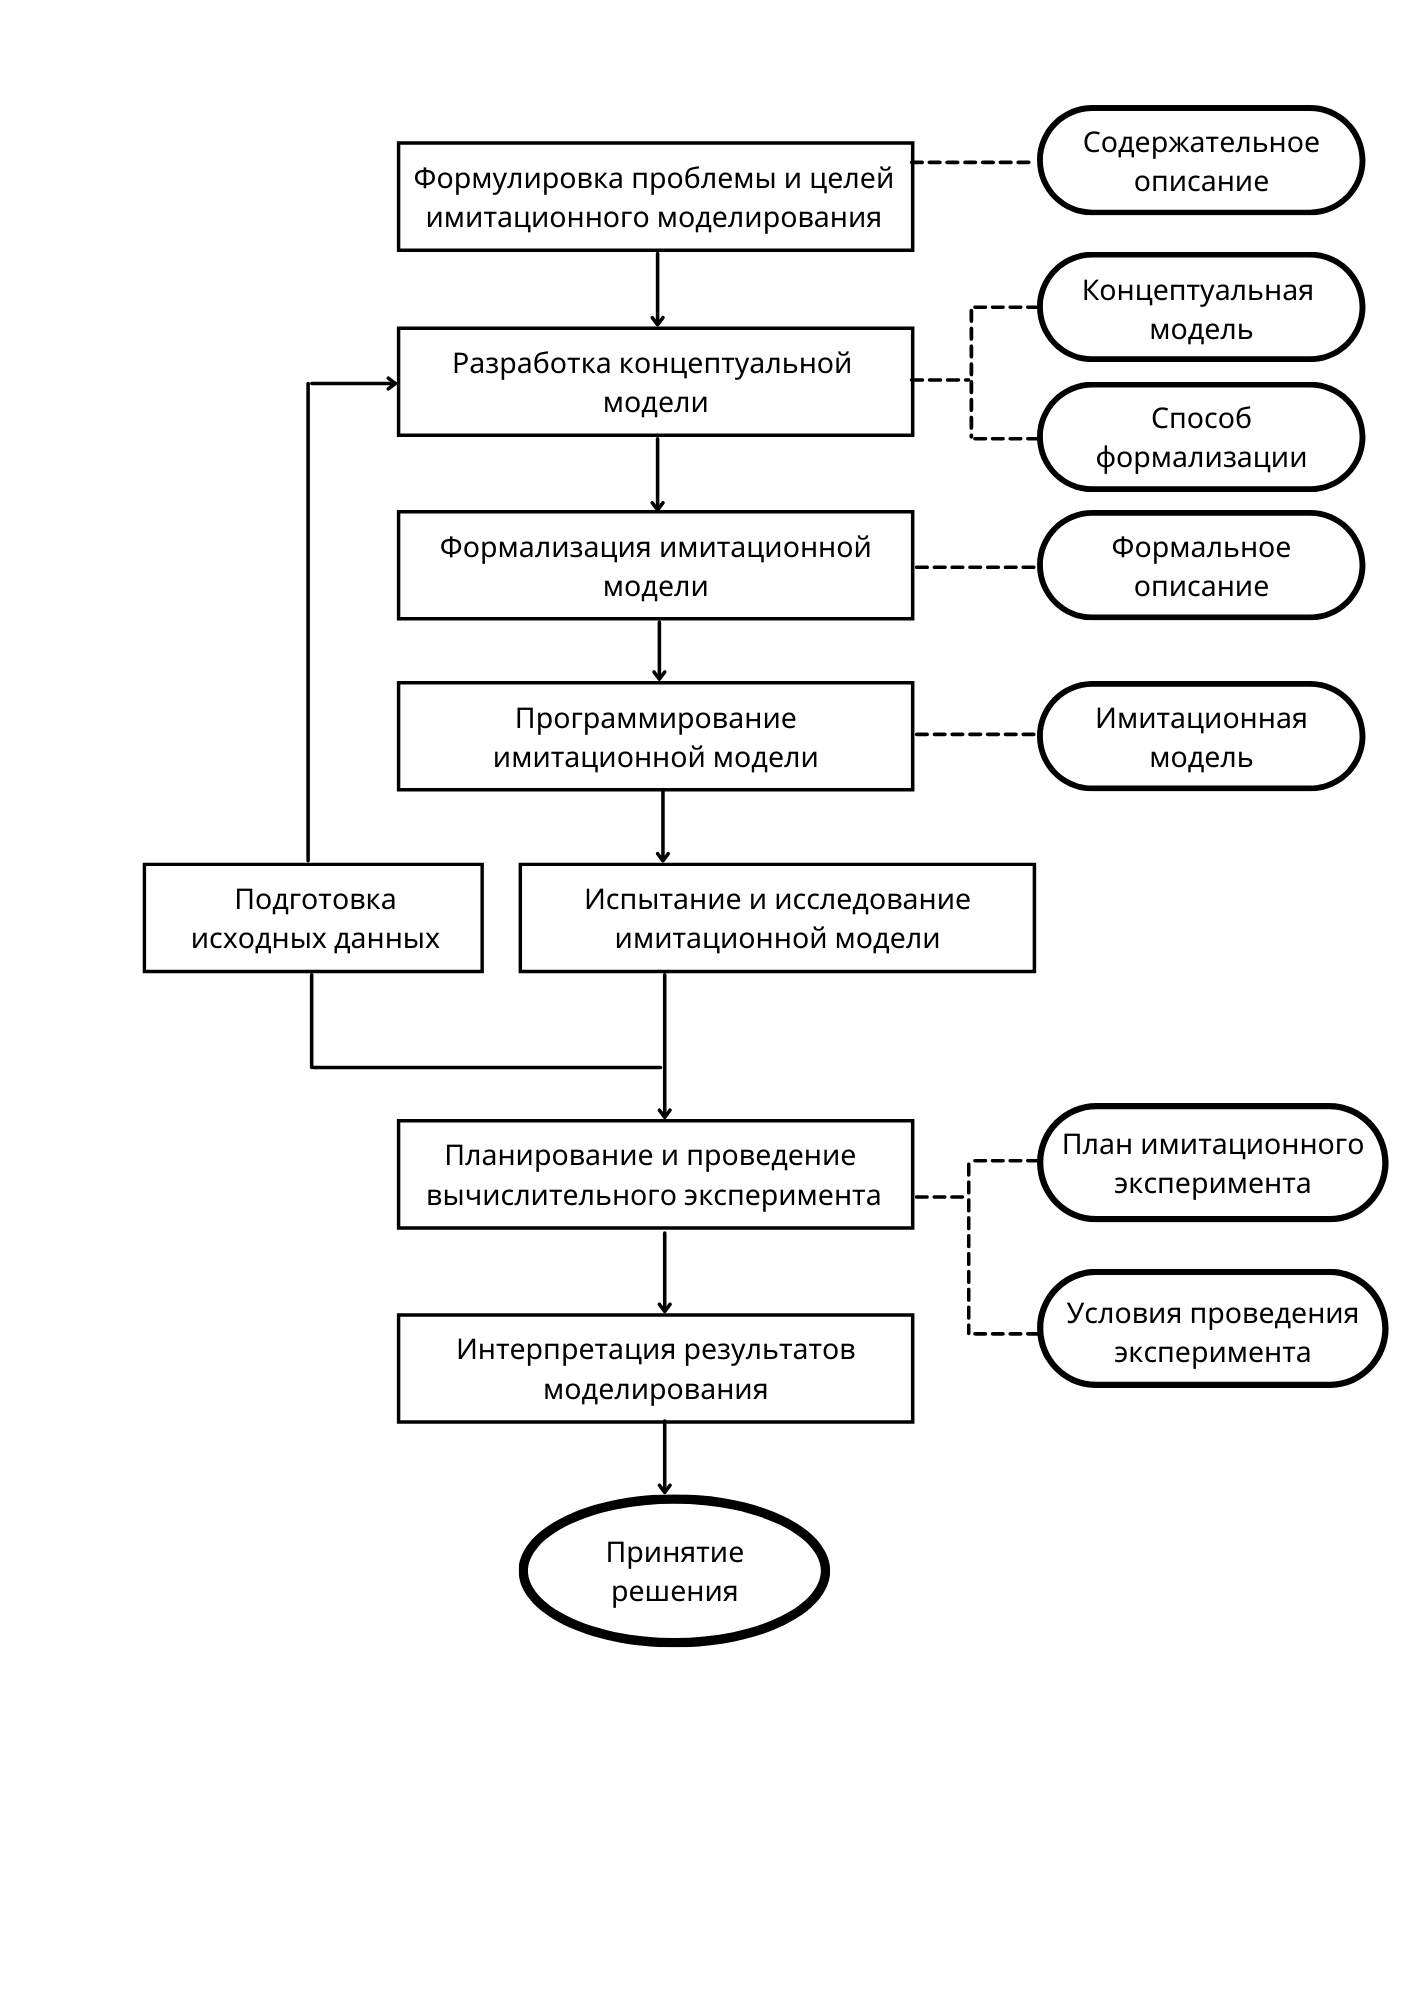 Содержательное
описание
Формулировка проблемы и целей
имитационного моделирования
Концептуальная
модель
Разработка концептуальной
модели
Способ
формализации
Формализация имитационной
модели
Формальное
описание
Программирование
имитационной модели
Имитационная
модель
Подготовка
исходных данных
Испытание и исследование
имитационной модели
План имитационного
эксперимента
Планирование и проведение
вычислительного эксперимента
Условия проведения
эксперимента
Интерпретация результатов
моделирования
Принятие
решения